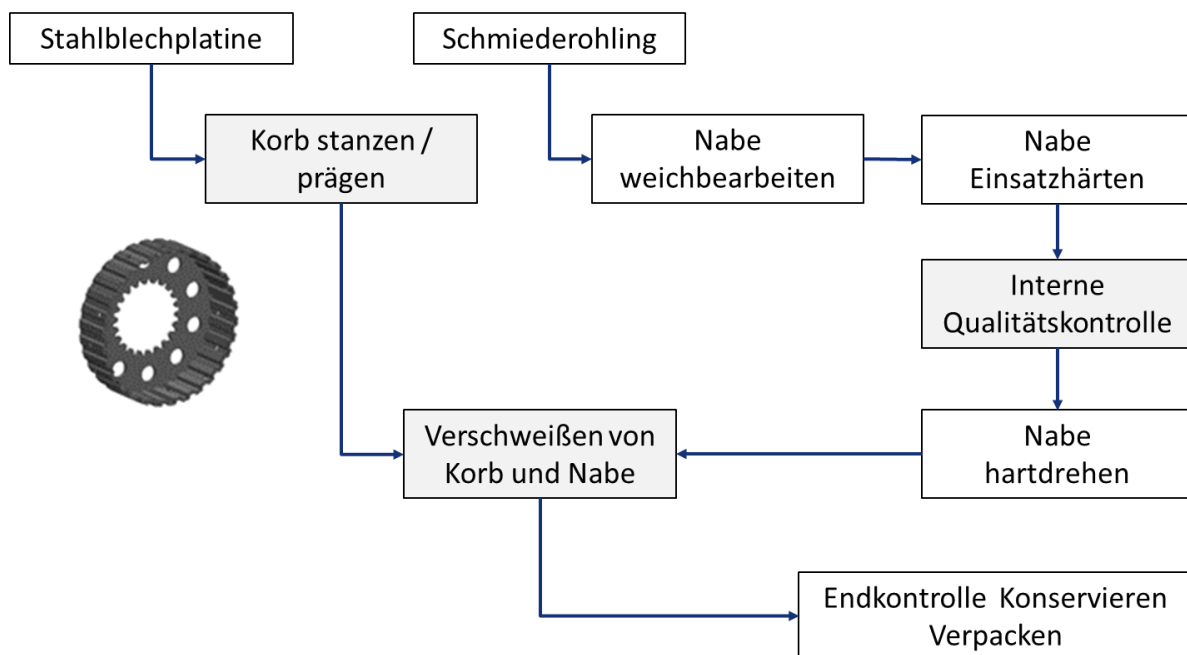 Stahlblechplatine
Schmiederohling
Korb stanzen /
prägen
Nabe
weichbearbeiten
Nabe
Einsatzhärten
Interne
Qualitätskontrolle
Verschweißen von
Korb und Nabe
Nabe
hartdrehen
Endkontrolle Konservieren
Verpacken